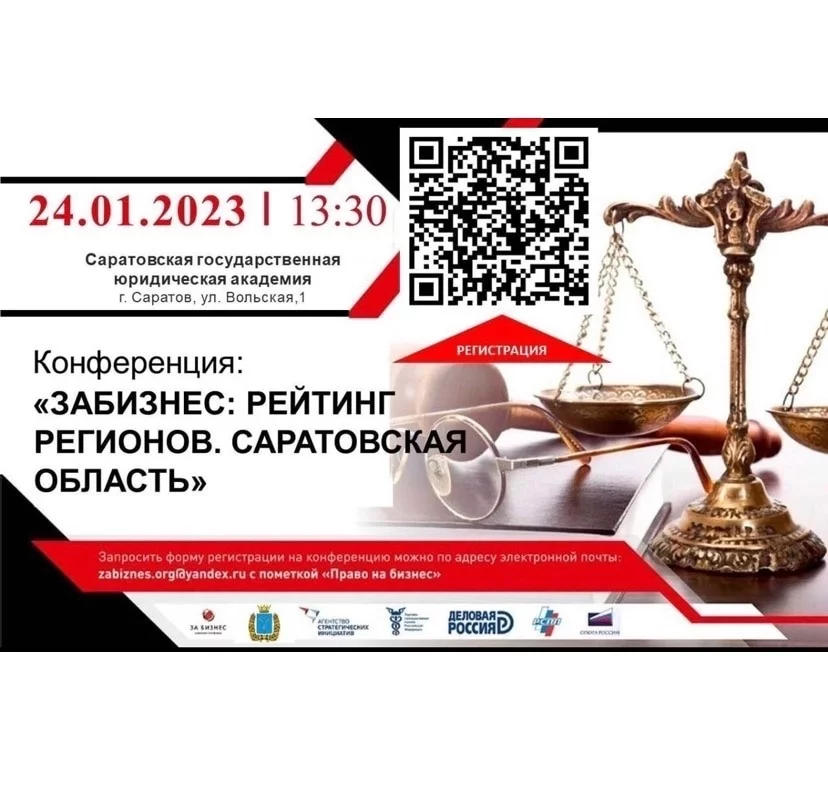 24.01.2023 | 13:30
Саратовская государственная
юридическая академия
г. Саратов, ул. Вольская,1
РЕГИСТРАЦИЯ
Конференция:
«ЗАБИЗНЕС: РЕЙТИНГ
РЕГИОНОВ. САРАТОВСКАЯ
ОБЛАСТЬ»
Запросить форму регистрации на конференцию можно по адресу электронной почты:
zabiznes.org@yandex.ru с пометкой «Право на бизнес»
ЗА БИЗНЕС
АГЕНТСТВО
СТРАТЕГИЧЕСКИХ
ИНИЦИАТИВ
ДЕЛОВАЯ
РОССИЯ
РСПП
ОПОРА РОССИИ